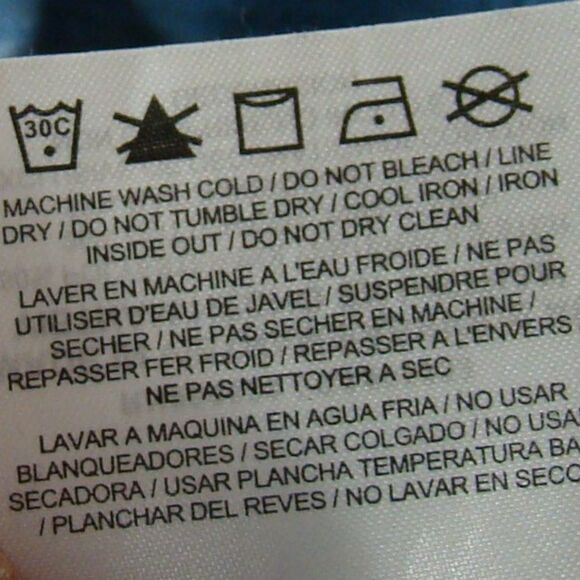 30C
MACHINE WASH COLD / DO NOT BLEACH / LINE
DRY / DO NOT TUMBLE DRY / COOL IRON / IRON
INSIDE OUT / DO NOT DRY CLEAN
LAVER EN MACHINE A L'EAU FROIDE / NE PAS
UTILISER D'EAU DE JAVEL / SUSPENDRE POUR
SECHER / NE PAS SECHER EN MACHINE /
REPASSER FER FROID / REPASSER A L'ENVERS
NE PAS NETTOYER A SEC
LAVAR A MAQUINA EN AGUA FRIA / NO USAR
BLANQUEADORES / SECAR COLGADO / NO USA
SECADORA / USAR PLANCHA TEMPERATURA BA
/ PLANCHAR DEL REVES / NO LAVAR EN SECO